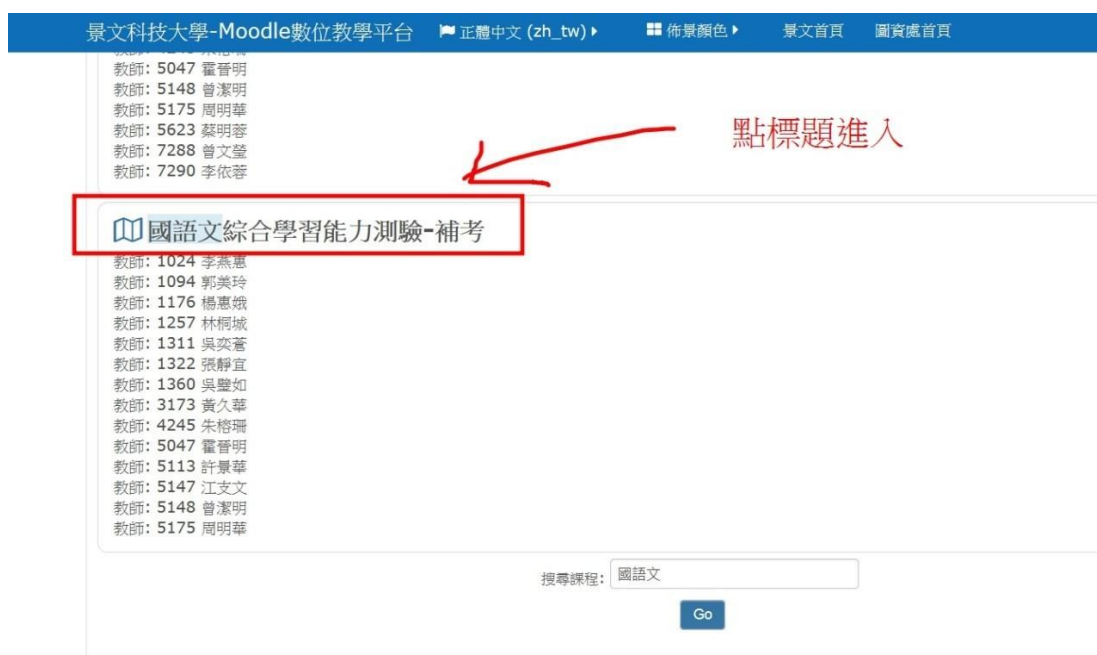 景文科技大學-Moodle數位教學平台 正體中文 (zh_tw) 佈景顏色 景文首頁 圖資處首頁
教師: 5047 霍晉明
教師: 5148 曾潔明
教師: 5175 周明華
教師: 5623 蔡明蓉
教師: 7288 曾文瑩
教師: 7290 李依蓉
點標題進入
國語文綜合學習能力測驗-補考
教師: 1024 李燕惠
教師: 1094 郭美玲
教師: 1176 楊惠娥
教師: 1257 林桐城
教師: 1311 吳奕蒼
教師: 1322 張靜宜
教師: 1360 吳璧如
教師: 3173 黃久華
教師: 4245 朱榕珊
教師: 5047 霍晉明
教師: 5113 許景華
教師: 5147 江支文
教師: 5148 曾潔明
教師: 5175 周明華
搜尋課程: 國語文
Go